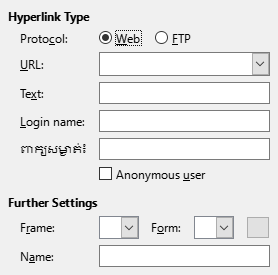 Hyperlink Type
Protocol: Web FTP
URL:
Text:
Login name:
ពាក្យសម្ងាត់៖
Anonymous user
Further Settings
Frame: Form:
Name: